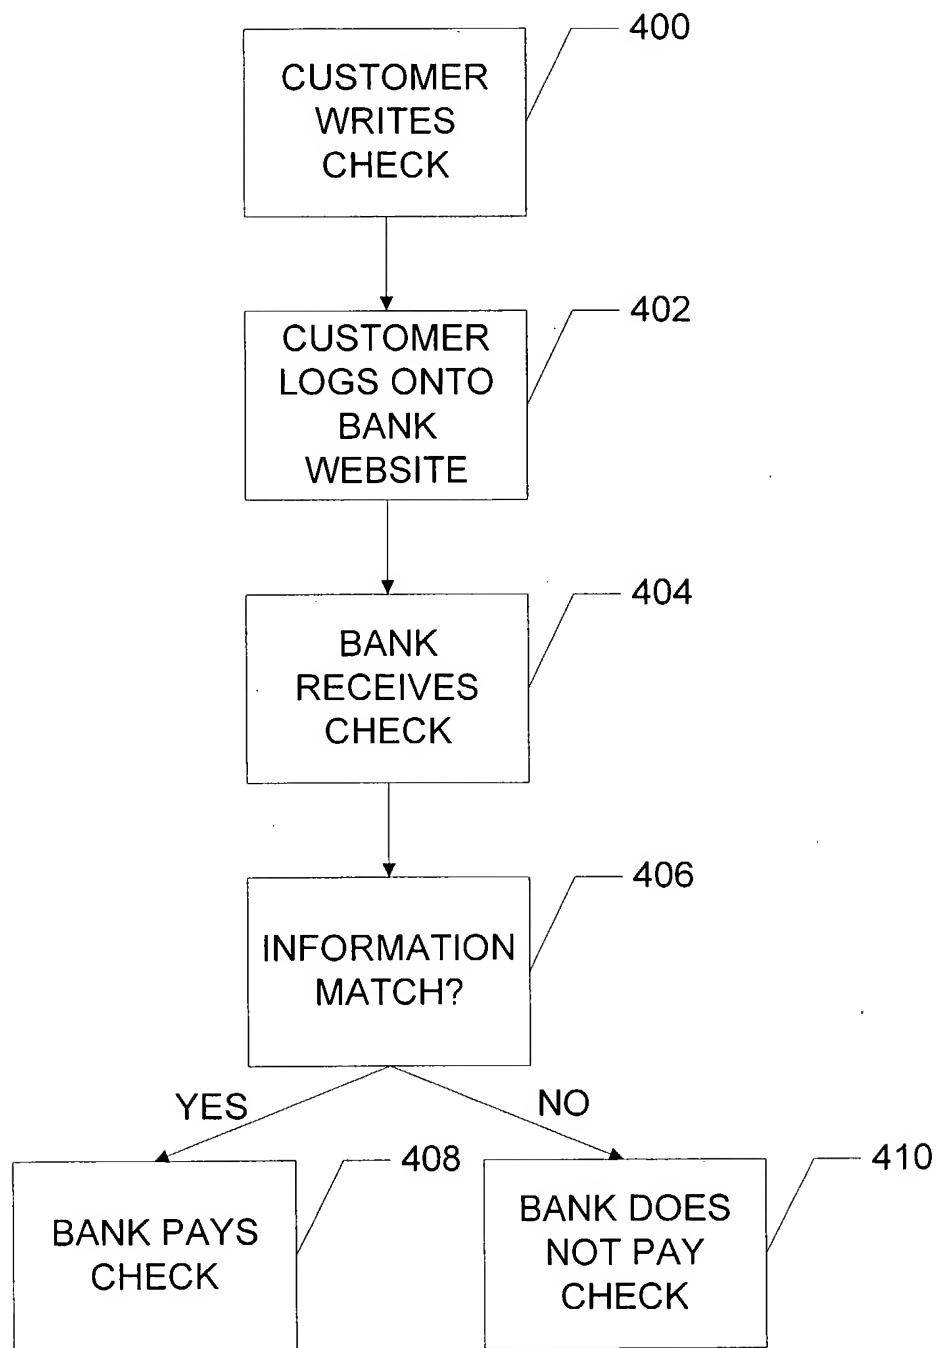 400
CUSTOMER
WRITES
CHECK
402
CUSTOMER
LOGS ONTO
BANK
WEBSITE
404
BANK
RECEIVES
CHECK
406
INFORMATION
MATCH?
YES
NO
408
410
BANK PAYS
CHECK
BANK DOES
NOT PAY
CHECK